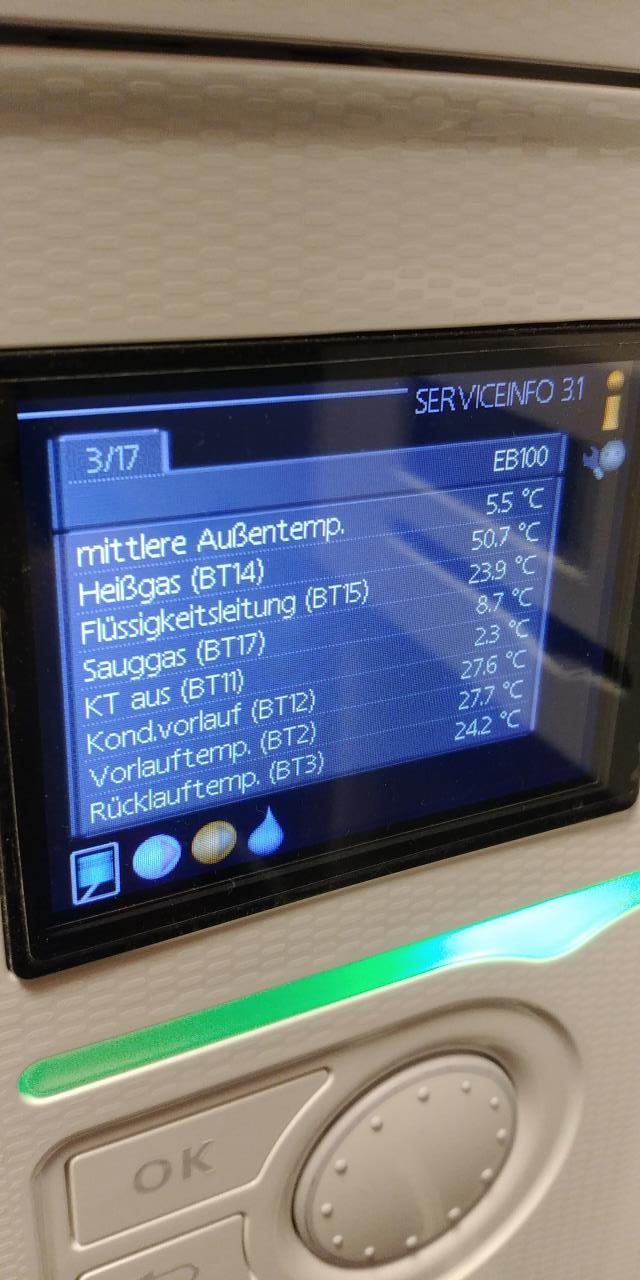 SERVICEINFO 3.1
3/17
EB100
mittlere Außentemp. 5.5 °C
Heißgas (BT14) 50.7 °C
Flüssigkeitsleitung (BT15) 23.9 °C
Sauggas (BT17) 8.7 °C
KT aus (BT11) 2.3 °C
Kond.vorlauf (BT12) 27.6 °C
Vorlauftemp. (BT2) 27.7 °C
Rücklauftemp. (BT3) 24.2 °C
OK